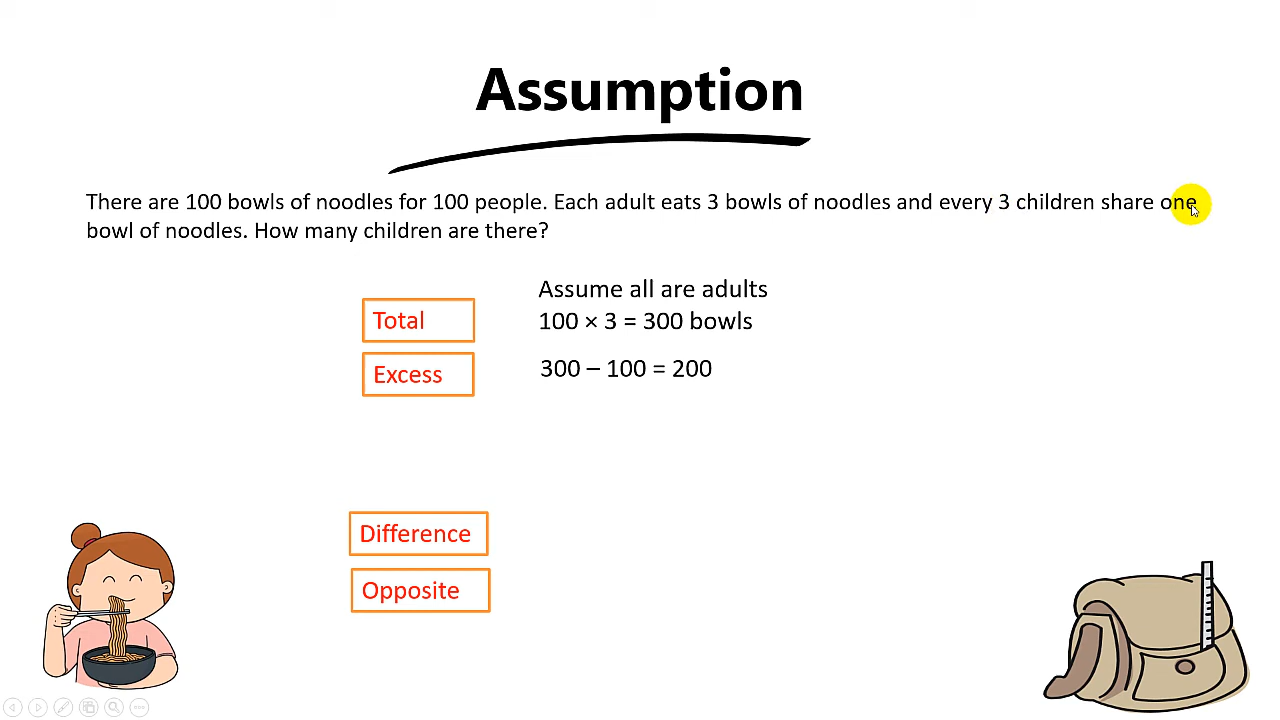 Assumption
There are 100 bowls of noodles for 100 people. Each adult eats 3 bowls of noodles and every 3 children share one
bowl of noodles. How many children are there?
Assume all are adults
Total
100 × 3 = 300 bowls
Excess
300 – 100 = 200
Difference
Opposite